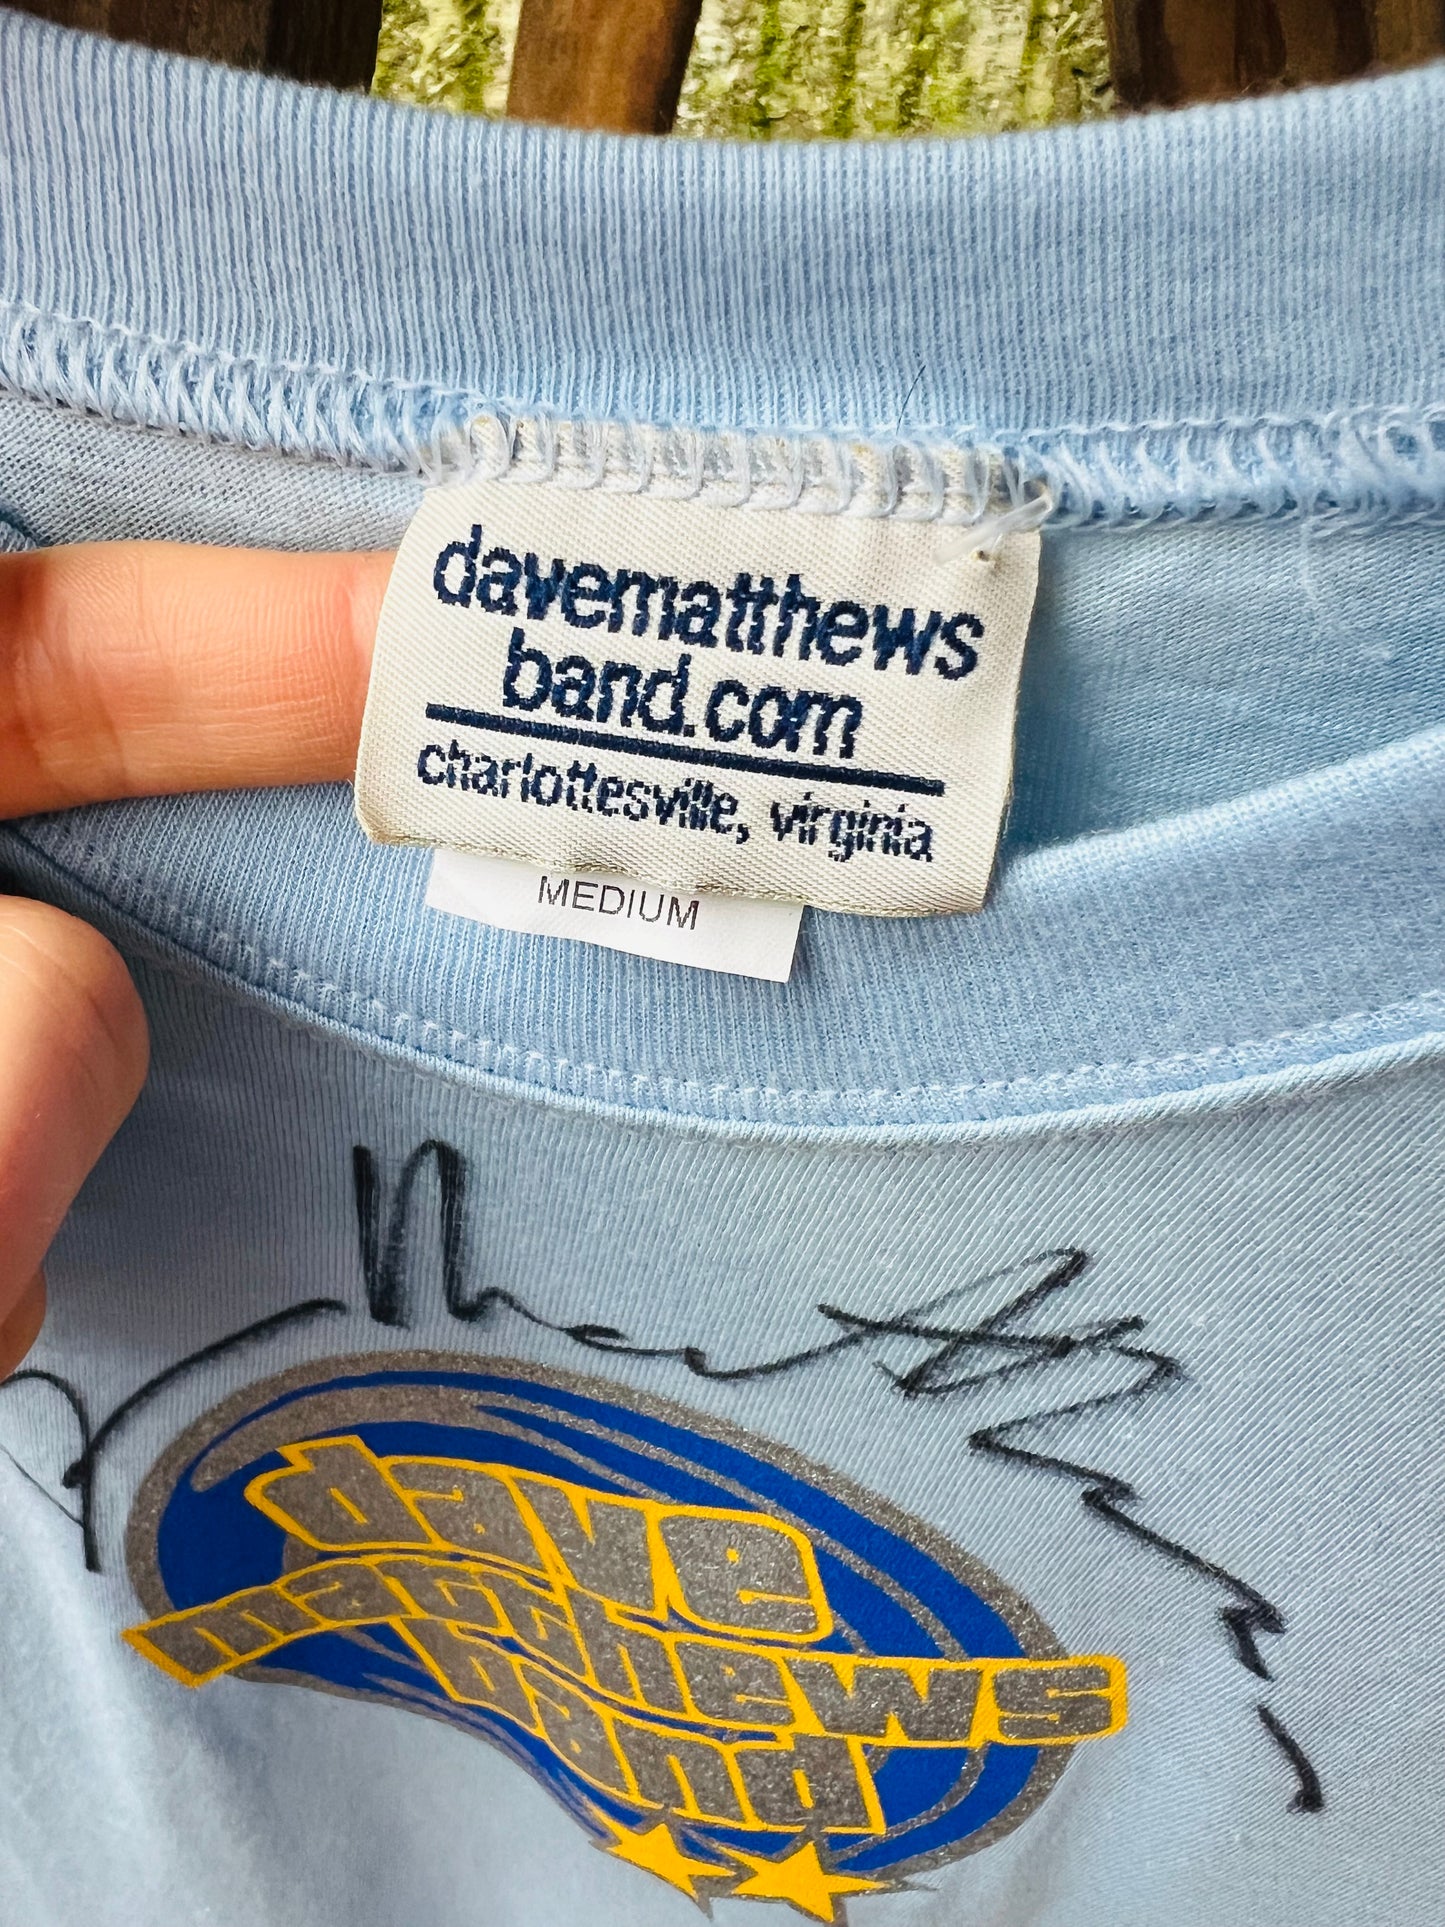 davematthews
band.com
charlottesville, virginia
MEDIUM
dave
matthews
band